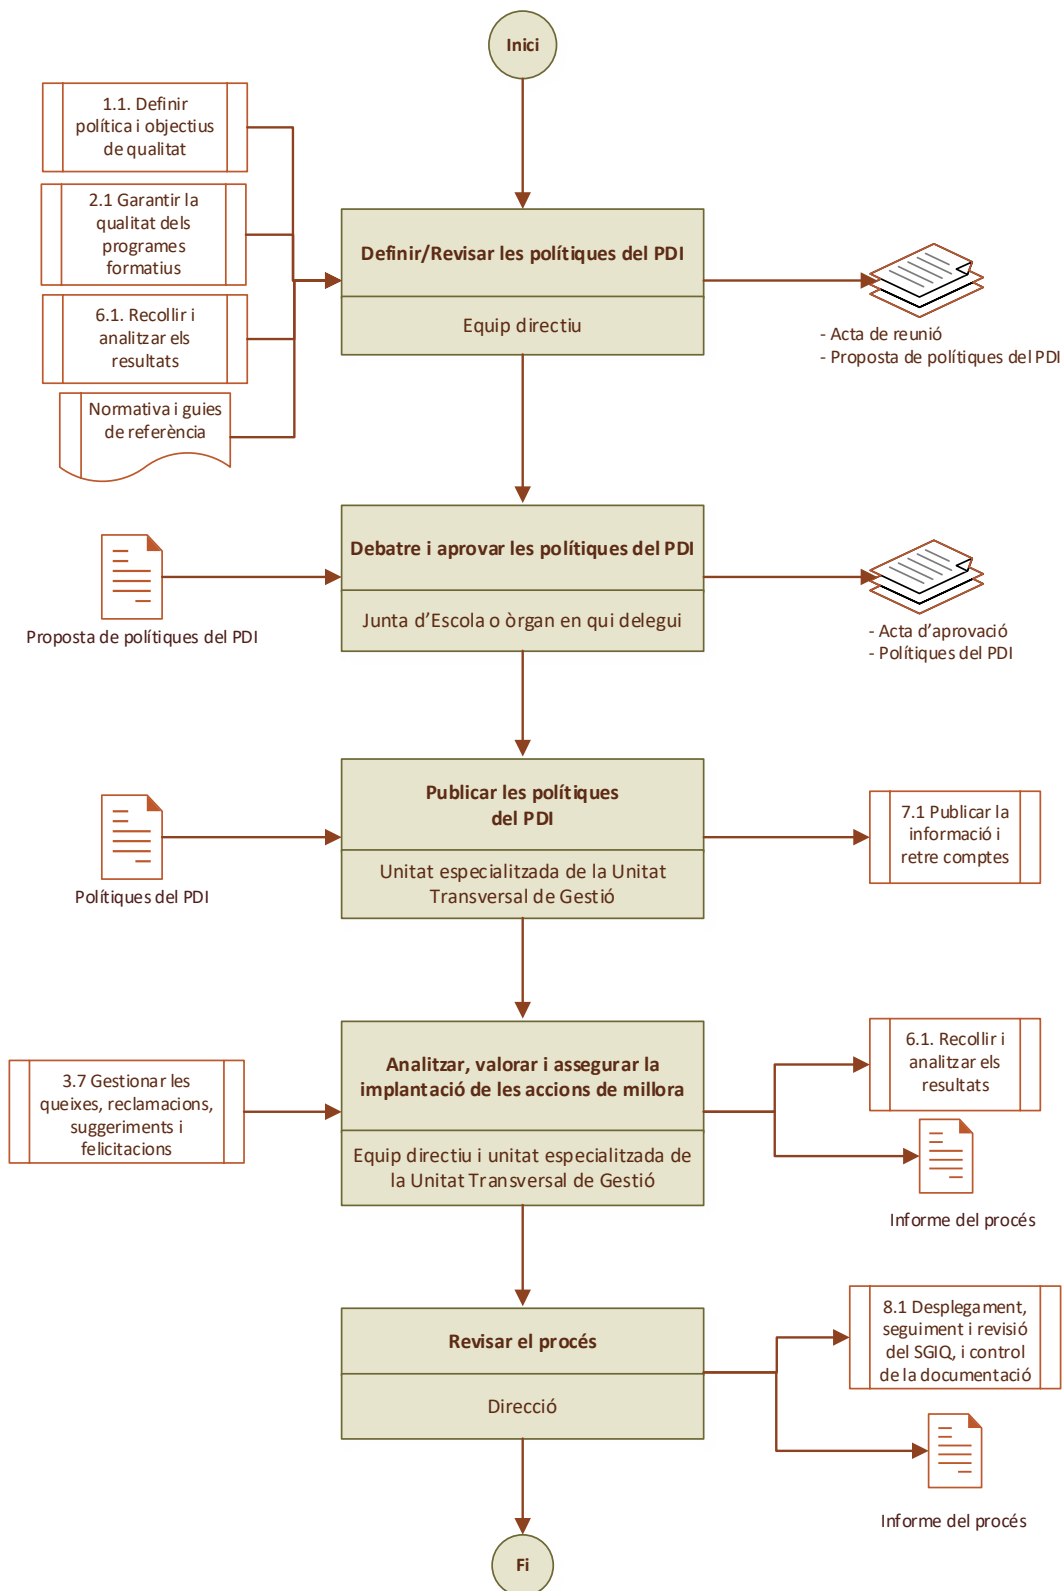 Inici
1.1. Definir
política i objectius
de qualitat
2.1 Garantir la
qualitat dels
programes
formatius
6.1. Recollir i
analitzar els
resultats
Normativa i guies
de referència
Definir/Revisar les polítiques del PDI
Equip directiu
- Acta de reunió
- Proposta de polítiques del PDI
Proposta de polítiques del PDI
Debatre i aprovar les polítiques del PDI
Junta d’Escola o òrgan en qui delegui
- Acta d’aprovació
- Polítiques del PDI
Polítiques del PDI
Publicar les polítiques
del PDI
Unitat especialitzada de la Unitat
Transversal de Gestió
7.1 Publicar la
informació i
retre comptes
3.7 Gestionar les
queixes, reclamacions,
suggeriments i
felicitacions
Analitzar, valorar i assegurar la
implantació de les accions de millora
Equip directiu i unitat especialitzada de
la Unitat Transversal de Gestió
6.1. Recollir i
analitzar els
resultats
Informe del procés
Revisar el procés
Direcció
8.1 Desplegament,
seguiment i revisió
del SGIQ, i control
de la documentació
Informe del procés
Fi